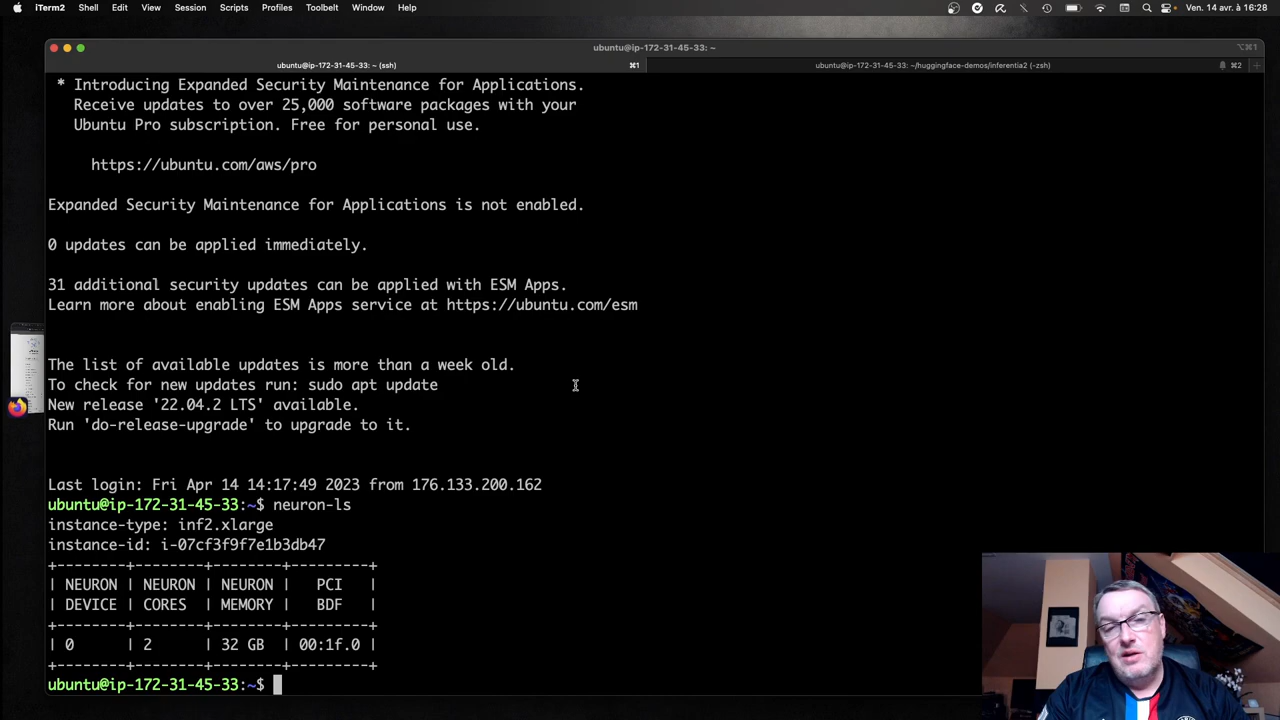 iTerm2 Shell Edit View Session Scripts Profiles Toolbelt Window Help Ven. 14 avr. à 16:28
ubuntu@ip-172-31-45-33: ~ ⌥⌘1
ubuntu@ip-172-31-45-33: ~ (ssh) ⌘1 ubuntu@ip-172-31-45-33: ~/huggingface-demos/inferentia2 (-zsh) ⌘2
* Introducing Expanded Security Maintenance for Applications.
Receive updates to over 25,000 software packages with your
Ubuntu Pro subscription. Free for personal use.
https://ubuntu.com/aws/pro
Expanded Security Maintenance for Applications is not enabled.
0 updates can be applied immediately.
31 additional security updates can be applied with ESM Apps.
Learn more about enabling ESM Apps service at https://ubuntu.com/esm
The list of available updates is more than a week old.
To check for new updates run: sudo apt update
New release '22.04.2 LTS' available.
Run 'do-release-upgrade' to upgrade to it.
Last login: Fri Apr 14 14:17:49 2023 from 176.133.200.162
ubuntu@ip-172-31-45-33:~$ neuron-ls
instance-type: inf2.xlarge
instance-id: i-07cf3f9f7e1b3db47
+--------+--------+--------+---------+
| NEURON | NEURON | NEURON | PCI |
| DEVICE | CORES | MEMORY | BDF |
+--------+--------+--------+---------+
| 0 | 2 | 32 GB | 00:1f.0 |
+--------+--------+--------+---------+
ubuntu@ip-172-31-45-33:~$